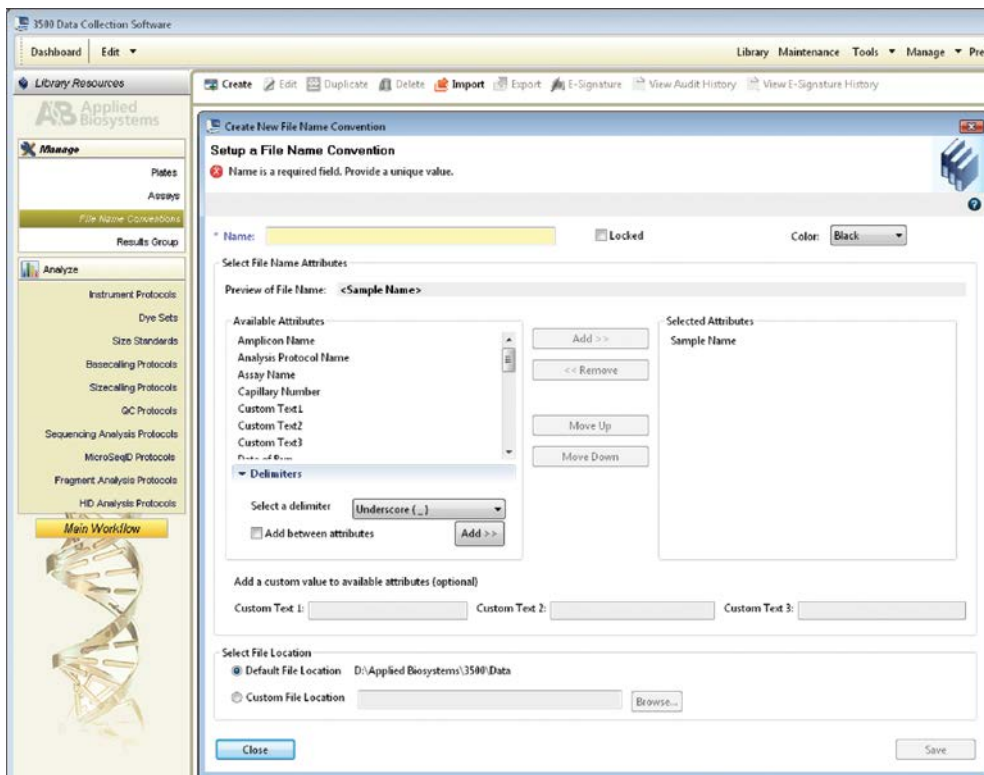 3500 Data Collection Software
Dashboard Edit
Library Maintenance Tools Manage Pre
Library Resources
Create Edit Duplicate Delete Import Export E-Signature View Audit History View E-Signature History
AB Applied Biosystems
Manage
Plates
Assays
File Name Conventions
Results Group
Analyze
Instrument Protocols
Dye Sets
Size Standards
Basecalling Protocols
Sizecalling Protocols
QC Protocols
Sequencing Analysis Protocols
MicroSeqID Protocols
Fragment Analysis Protocols
HID Analysis Protocols
Main Workflow
Create New File Name Convention
Setup a File Name Convention
Name is a required field. Provide a unique value.
* Name: Locked Color: Black
Select File Name Attributes
Preview of File Name: <Sample Name>
Available Attributes
Amplicon Name
Analysis Protocol Name
Assay Name
Capillary Number
Custom Text1
Custom Text2
Custom Text3
Date of Run
Add >>
<< Remove
Move Up
Move Down
Selected Attributes
Sample Name
Delimiters
Select a delimiter Underscore (_)
Add between attributes Add >>
Add a custom value to available attributes (optional)
Custom Text 1: Custom Text 2: Custom Text 3:
Select File Location
Default File Location D:\Applied Biosystems\3500\Data
Custom File Location Browse...
Close Save